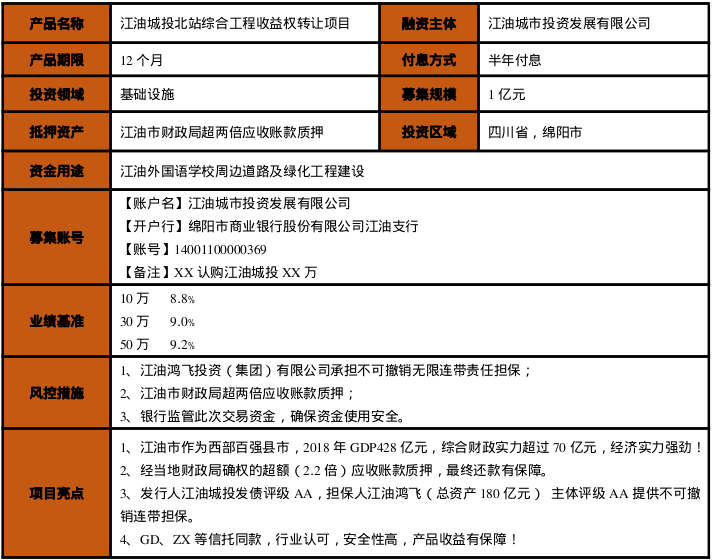 产品名称 江油城投北站综合工程收益权转让项目 融资主体 江油城市投资发展有限公司
产品期限 12 个月 付息方式 半年付息
投资领域 基础设施 募集规模 1 亿元
抵押资产 江油市财政局超两倍应收账款质押 投资区域 四川省，绵阳市
资金用途 江油外国语学校周边道路及绿化工程建设
募集账号
【账户名】江油城市投资发展有限公司
【开户行】绵阳市商业银行股份有限公司江油支行
【账号】14001100000369
【备注】XX 认购江油城投 XX 万
业绩基准
10 万 8.8%
30 万 9.0%
50 万 9.2%
风控措施
1、江油鸿飞投资（集团）有限公司承担不可撤销无限连带责任担保；
2、江油市财政局超两倍应收账款质押；
3、银行监管此次交易资金，确保资金使用安全。
项目亮点
1、江油市作为西部百强县市，2018 年 GDP428 亿元，综合财政实力超过 70 亿元，经济实力强劲！
2、经当地财政局确权的超额（2.2 倍）应收账款质押，最终还款有保障。
3、发行人江油城投发债评级 AA，担保人江油鸿飞（总资产 180 亿元） 主体评级 AA 提供不可撤
销连带担保。
4、GD、ZX 等信托同款，行业认可，安全性高，产品收益有保障！